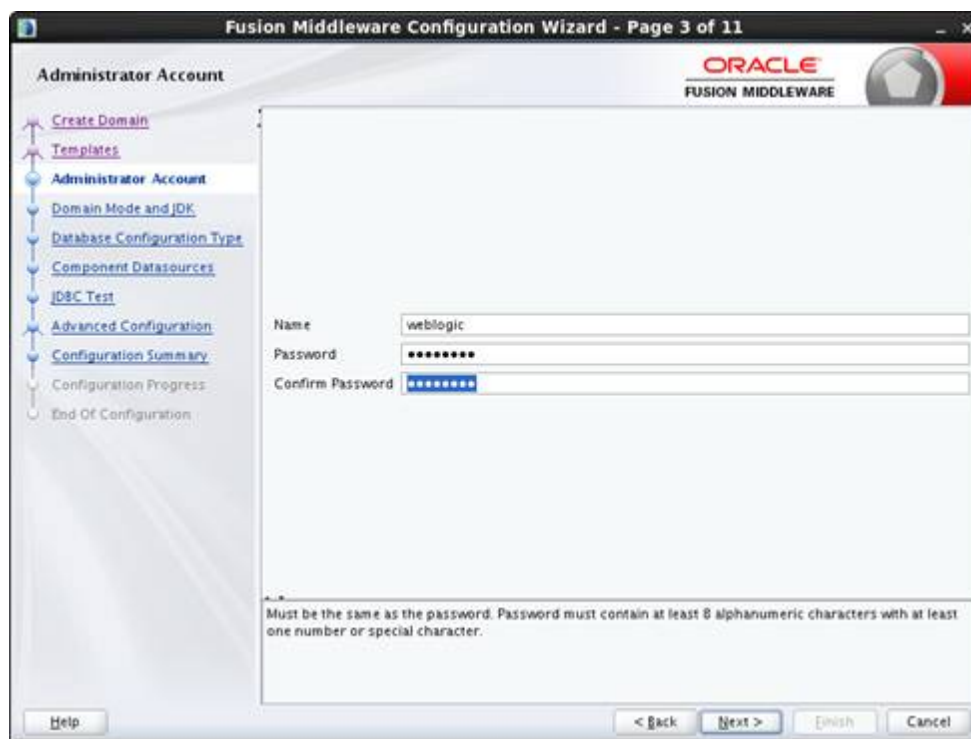 Fusion Middleware Configuration Wizard - Page 3 of 11
Administrator Account
ORACLE
FUSION MIDDLEWARE
Create Domain
Templates
Administrator Account
Domain Mode and JDK
Database Configuration Type
Component Datasources
JDBC Test
Advanced Configuration
Configuration Summary
Configuration Progress
End Of Configuration
Name weblogic
Password ••••••••
Confirm Password ••••••••
Must be the same as the password. Password must contain at least 8 alphanumeric characters with at least
one number or special character.
Help < Back Next > Finish Cancel